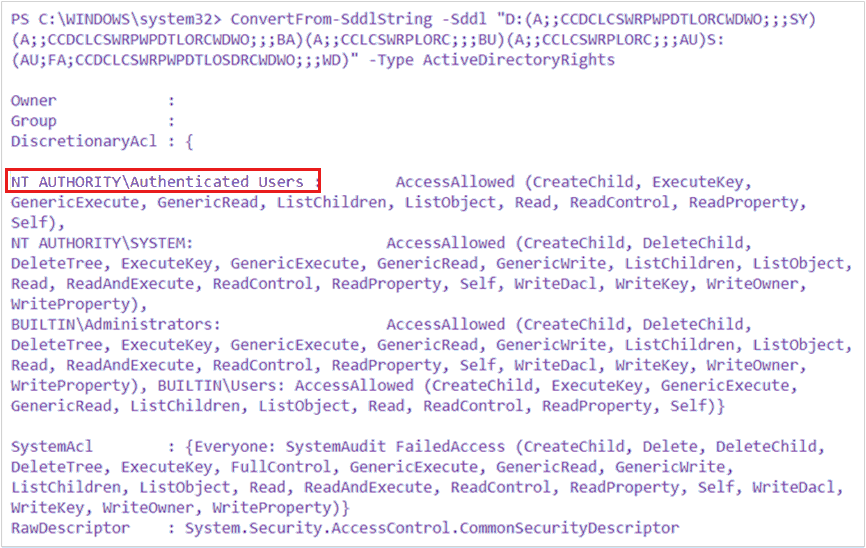 PS C:\WINDOWS\system32> ConvertFrom-SddlString -Sddl "D:(A;;CCDCLCSWRPWPDTLORCWDWO;;;SY)
(A;;CCDCLCSWRPWPDTLORCWDWO;;;BA)(A;;CCLCSWRPLORC;;;BU)(A;;CCLCSWRPLORC;;;AU)S:
(AU;FA;CCDCLCSWRPWPDTLOSDRCWDWO;;;WD)" -Type ActiveDirectoryRights
Owner :
Group :
DiscretionaryAcl : {
NT AUTHORITY\Authenticated Users : AccessAllowed (CreateChild, ExecuteKey,
GenericExecute, GenericRead, ListChildren, ListObject, Read, ReadControl, ReadProperty,
Self),
NT AUTHORITY\SYSTEM: AccessAllowed (CreateChild, DeleteChild,
DeleteTree, ExecuteKey, GenericExecute, GenericRead, GenericWrite, ListChildren, ListObject,
Read, ReadAndExecute, ReadControl, ReadProperty, Self, WriteDacl, WriteKey, WriteOwner,
WriteProperty),
BUILTIN\Administrators: AccessAllowed (CreateChild, DeleteChild,
DeleteTree, ExecuteKey, GenericExecute, GenericRead, GenericWrite, ListChildren, ListObject,
Read, ReadAndExecute, ReadControl, ReadProperty, Self, WriteDacl, WriteKey, WriteOwner,
WriteProperty), BUILTIN\Users: AccessAllowed (CreateChild, ExecuteKey, GenericExecute,
GenericRead, ListChildren, ListObject, Read, ReadControl, ReadProperty, Self)}
SystemAcl : {Everyone: SystemAudit FailedAccess (CreateChild, Delete, DeleteChild,
DeleteTree, ExecuteKey, FullControl, GenericExecute, GenericRead, GenericWrite,
ListChildren, ListObject, Read, ReadAndExecute, ReadControl, ReadProperty, Self, WriteDacl,
WriteKey, WriteOwner, WriteProperty)}
RawDescriptor : System.Security.AccessControl.CommonSecurityDescriptor